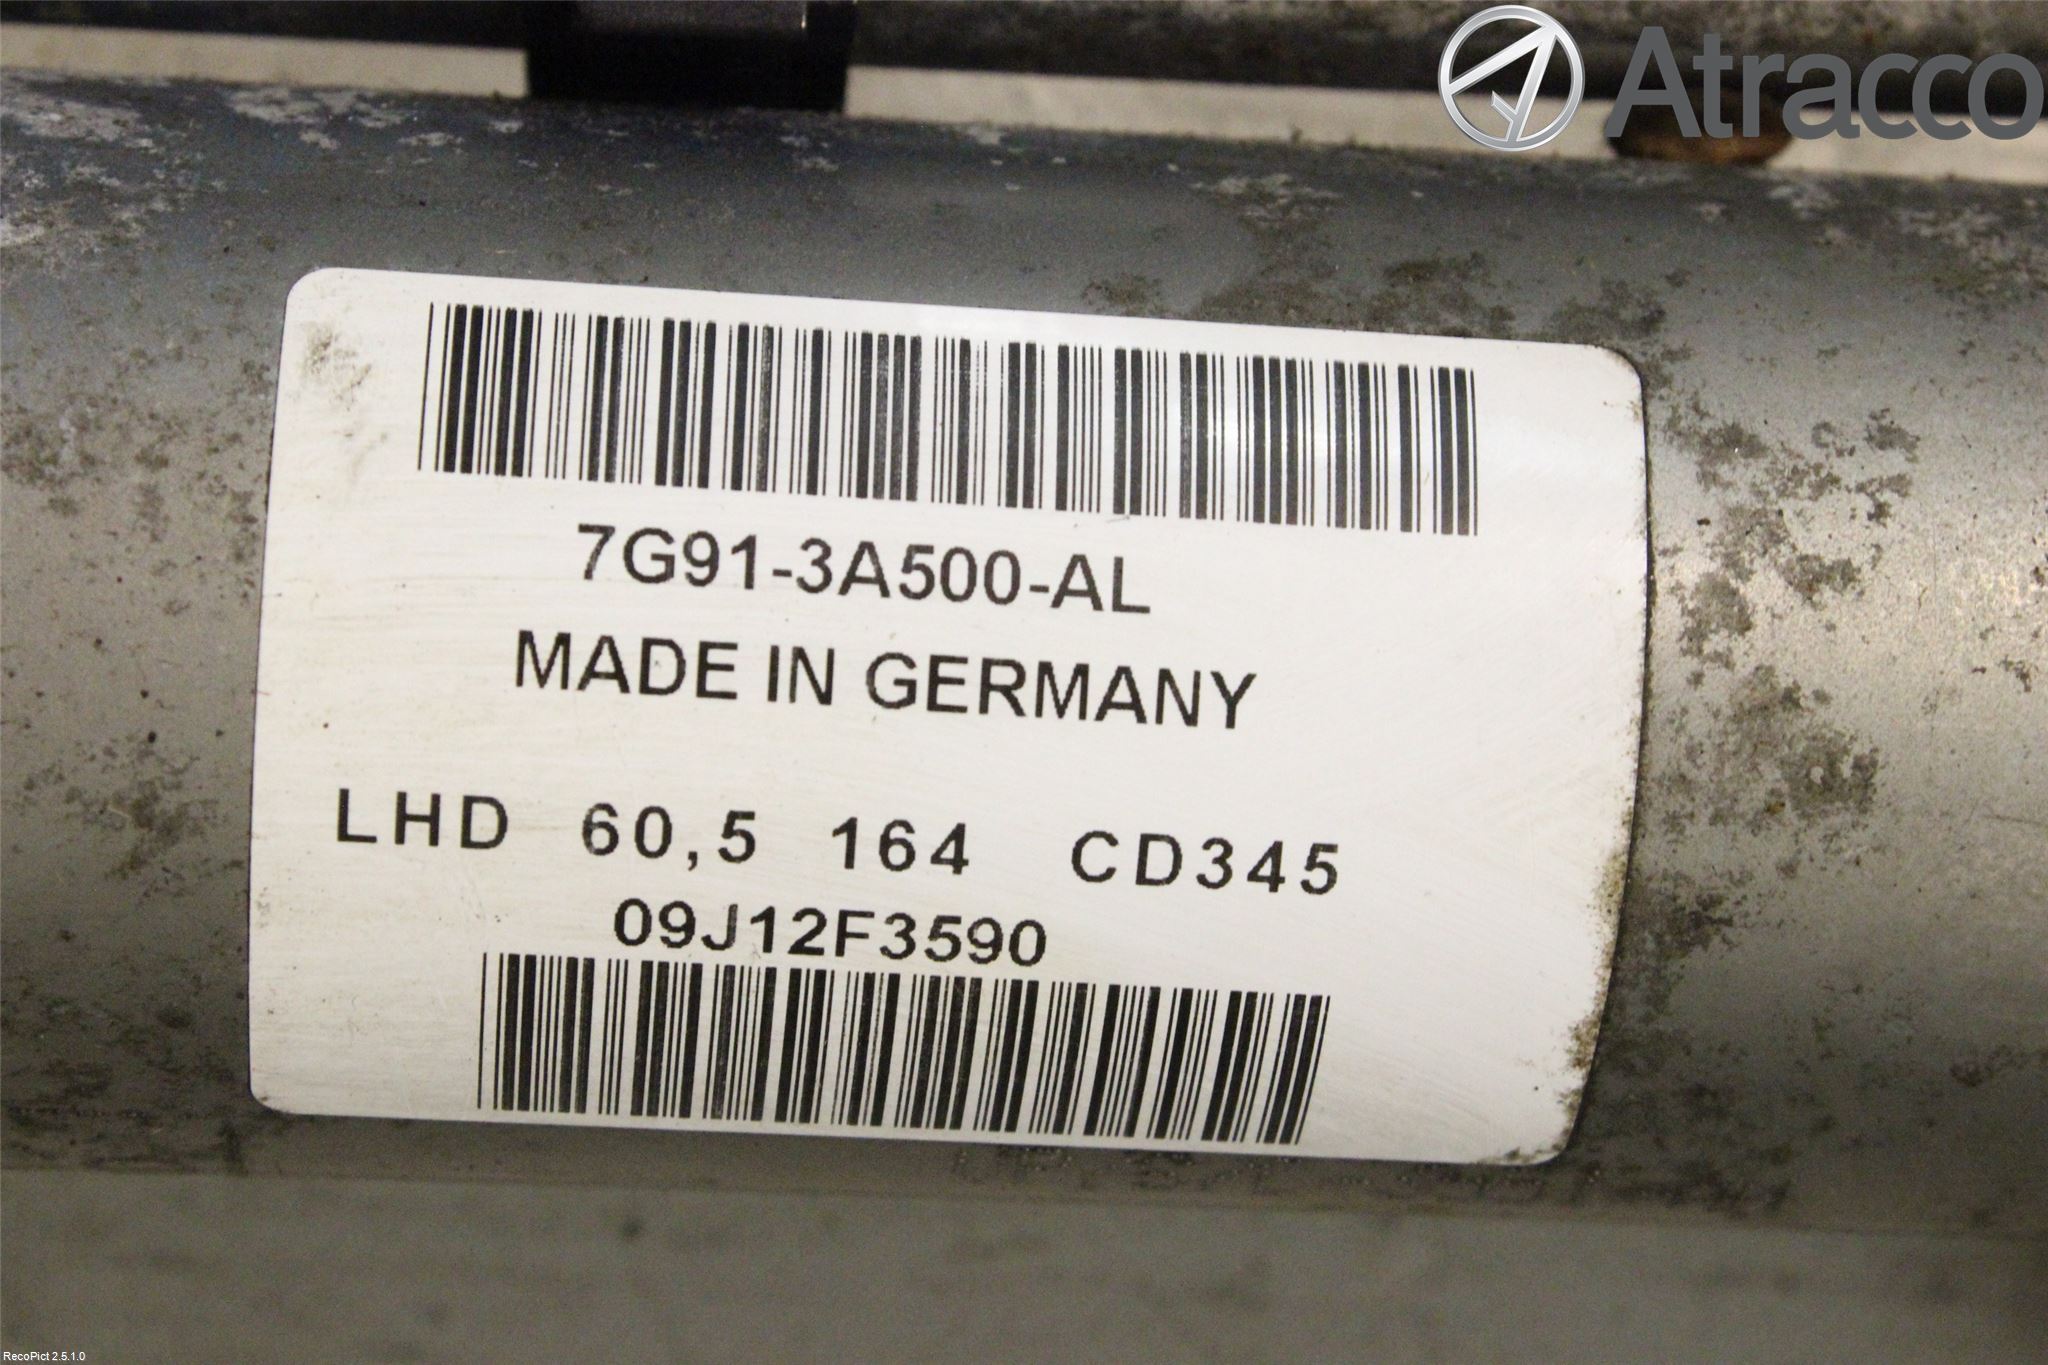 Atracco
7G91-3A500-AL
MADE IN GERMANY
LHD 60,5 164 CD345
09J12F3590
RecoPict 2.5.1.0